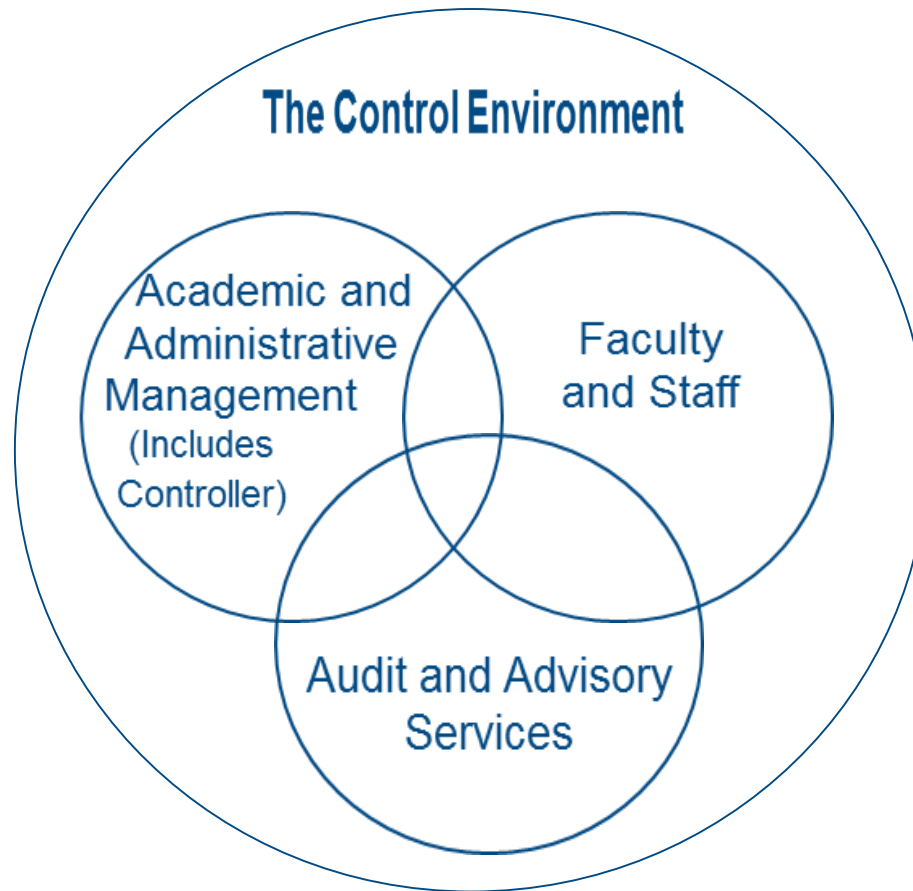 The Control Environment
Academic and
Administrative
Management
(Includes
Controller)
Faculty
and Staff
Audit and Advisory
Services